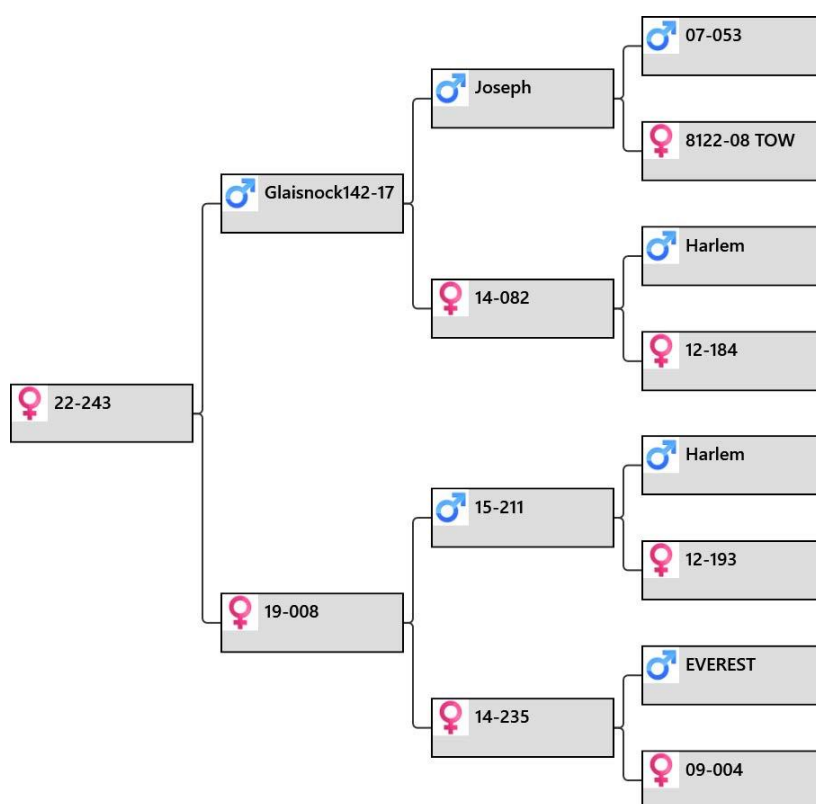 07-053
Joseph
8122-08 TOW
Glaisnock142-17
Harlem
14-082
12-184
22-243
Harlem
15-211
12-193
19-008
EVEREST
14-235
09-004